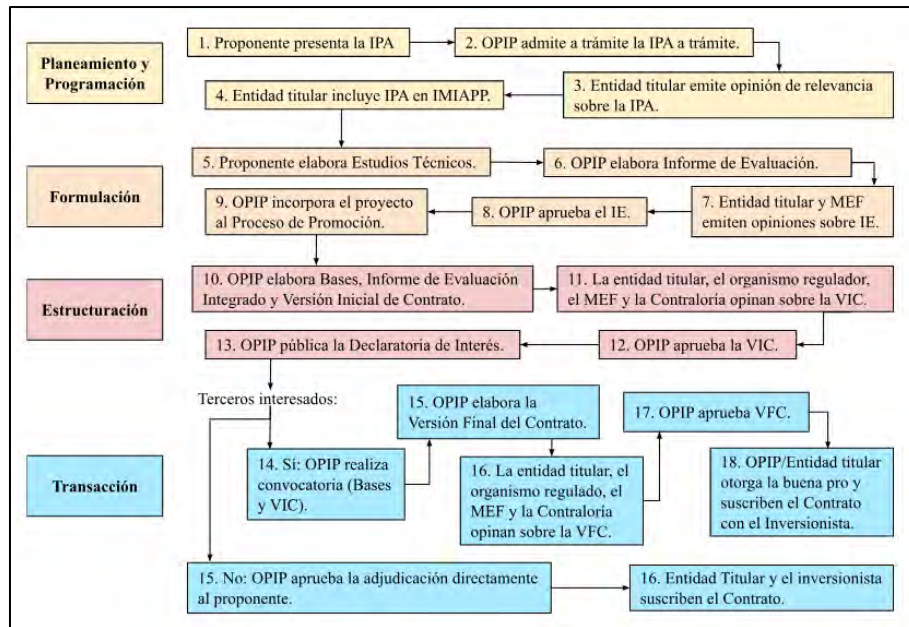 Planeamiento y
Programación
1. Proponente presenta la IPA
2. OPIP admite a trámite la IPA a trámite.
3. Entidad titular emite opinión de relevancia
sobre la IPA.
4. Entidad titular incluye IPA en IMIAPP.
Formulación
5. Proponente elabora Estudios Técnicos.
6. OPIP elabora Informe de Evaluación.
7. Entidad titular y MEF
emiten opiniones sobre IE.
8. OPIP aprueba el IE.
9. OPIP incorpora el proyecto
al Proceso de Promoción.
Estructuración
10. OPIP elabora Bases, Informe de Evaluación
Integrado y Versión Inicial de Contrato.
11. La entidad titular, el organismo regulador,
el MEF y la Contraloría opinan sobre la VIC.
12. OPIP aprueba la VIC.
13. OPIP pública la Declaratoria de Interés.
Transacción
Terceros interesados:
14. Sí: OPIP realiza
convocatoria (Bases
y VIC).
15. OPIP elabora la
Versión Final del Contrato.
16. La entidad titular, el
organismo regulado, el
MEF y la Contraloría
opinan sobre la VFC.
17. OPIP aprueba VFC.
18. OPIP/Entidad titular
otorga la buena pro y
suscriben el Contrato
con el Inversionista.
15. No: OPIP aprueba la adjudicación directamente
al proponente.
16. Entidad Titular y el inversionista
suscriben el Contrato.